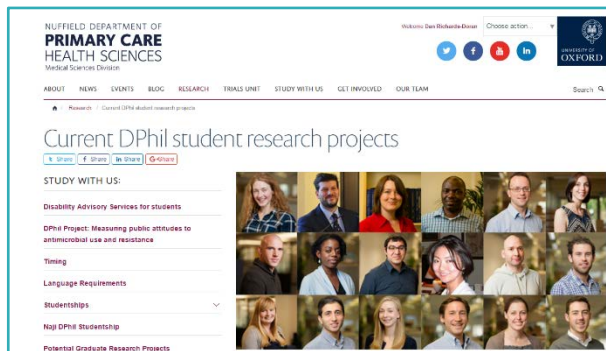 NUFFIELD DEPARTMENT OF
PRIMARY CARE
HEALTH SCIENCES
Medical Sciences Division
Welcome Dan Richards-Doran
Choose action...
UNIVERSITY OF
OXFORD
ABOUT NEWS EVENTS BLOG RESEARCH TRIALS UNIT STUDY WITH US GET INVOLVED OUR TEAM
Search
Research / Current DPhil student research projects
Current DPhil student research projects
Share Share Share Share
STUDY WITH US:
Disability Advisory Services for students
DPhil Project: Measuring public attitudes to
antimicrobial use and resistance
Timing
Language Requirements
Studentships
Naji DPhil Studentship
Potential Graduate Research Projects